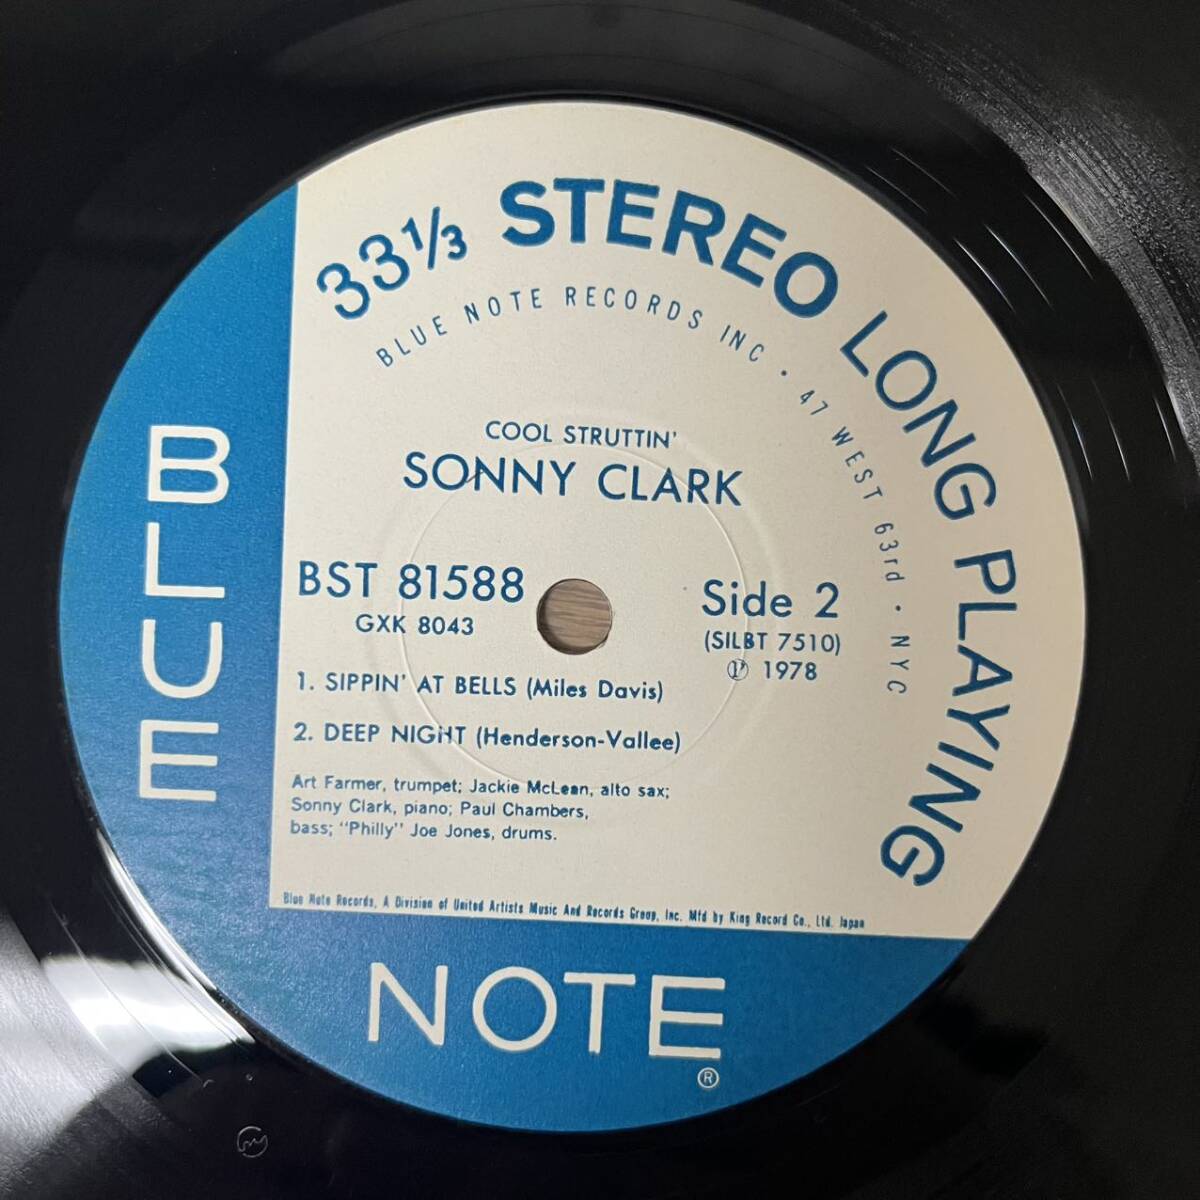 33⅓ STEREO LONG PLAYING
BLUE NOTE RECORDS INC · 47 WEST 63rd · NYC
COOL STRUTTIN'
SONNY CLARK
BST 81588
GXK 8043
Side 2
(SILBT 7510)
Ⓟ 1978
1. SIPPIN' AT BELLS (Miles Davis)
2. DEEP NIGHT (Henderson-Vallee)
Art Farmer, trumpet; Jackie McLean, alto sax;
Sonny Clark, piano; Paul Chambers,
bass; "Philly" Joe Jones, drums.
Blue Note Records, A Division of United Artists Music And Records Group, Inc. Mfd by King Record Co., Ltd. Japan
BLUE
NOTE
®